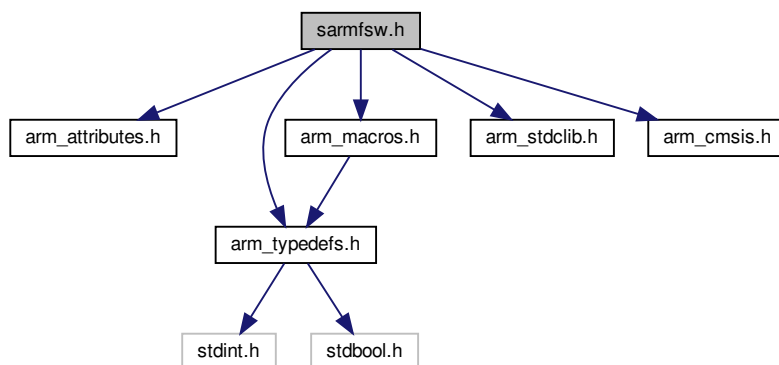 sarmfsw.h
arm_attributes.h
arm_macros.h
arm_stdclib.h
arm_cmsis.h
arm_typedefs.h
stdint.h
stdbool.h